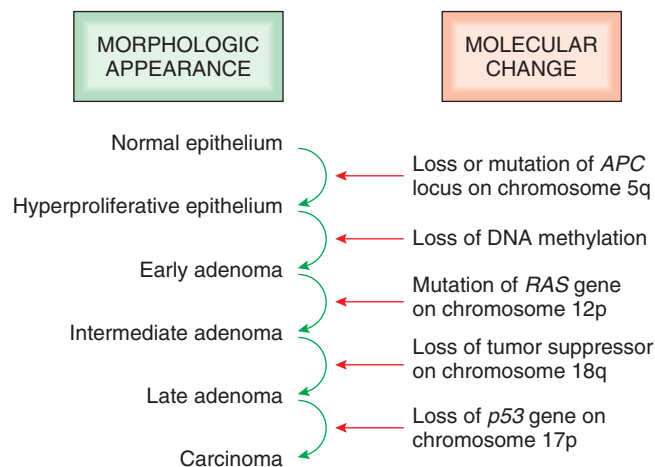 MORPHOLOGIC
APPEARANCE
MOLECULAR
CHANGE
Normal epithelium
Loss or mutation of APC
locus on chromosome 5q
Hyperproliferative epithelium
Loss of DNA methylation
Early adenoma
Mutation of RAS gene
on chromosome 12p
Intermediate adenoma
Loss of tumor suppressor
on chromosome 18q
Late adenoma
Loss of p53 gene on
chromosome 17p
Carcinoma